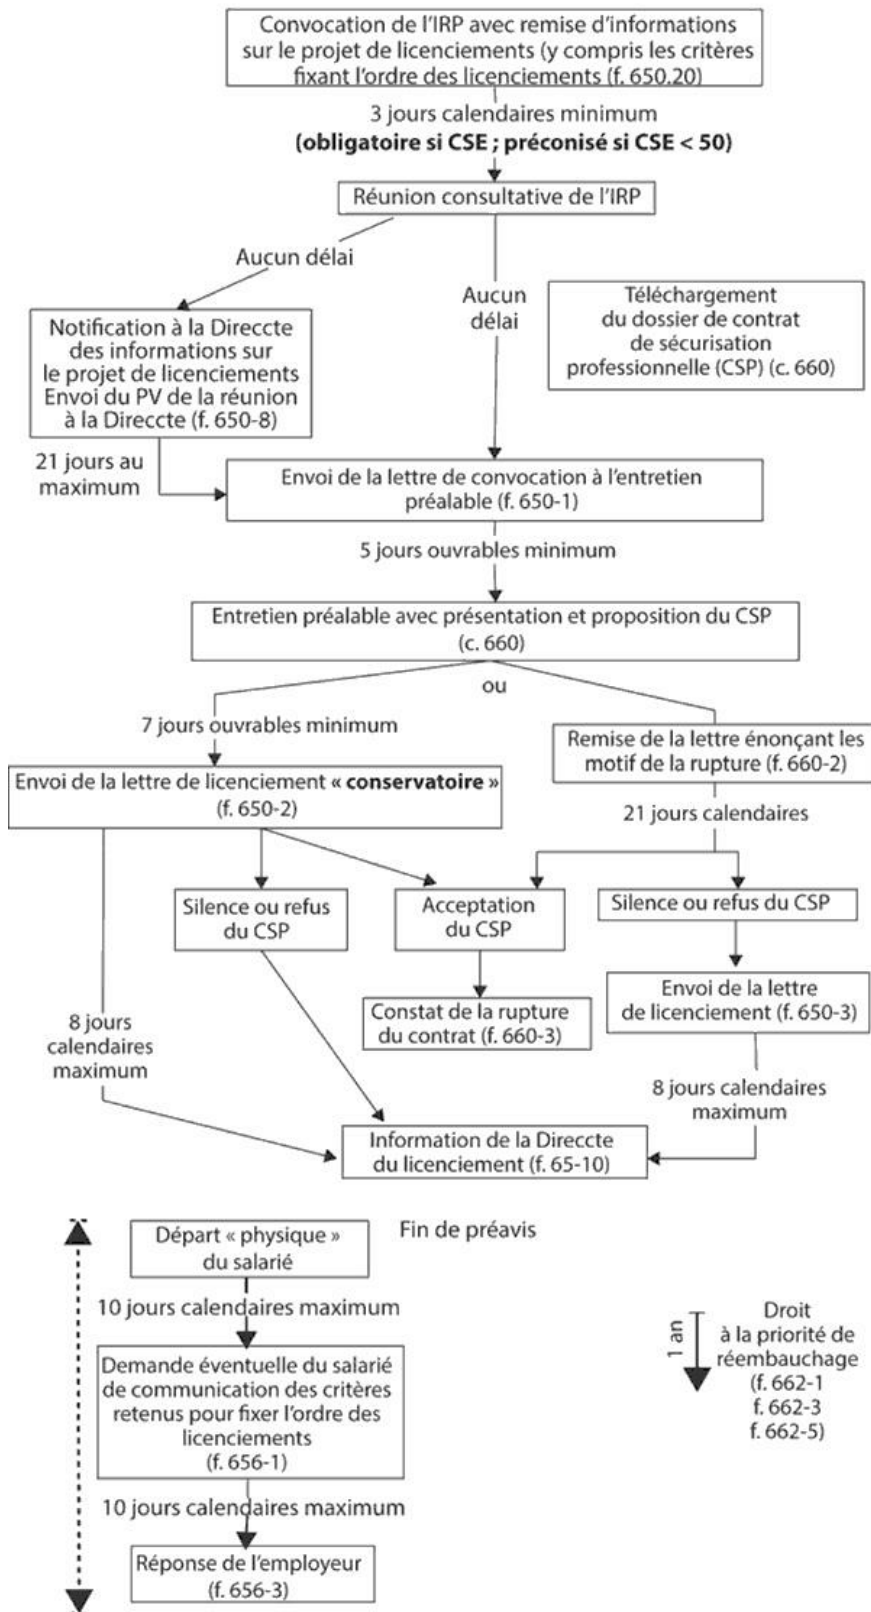 Convocation de l’IRP avec remise d’informations
sur le projet de licenciements (y compris les critères
fixant l’ordre des licenciements (f. 650.20)
3 jours calendaires minimum
(obligatoire si CSE ; préconisé si CSE < 50)
Réunion consultative de l’IRP
Aucun délai
Aucun
délai
Téléchargement
du dossier de contrat
de sécurisation
professionnelle (CSP) (c. 660)
Notification à la Direccte
des informations sur
le projet de licenciements
Envoi du PV de la réunion
à la Direccte (f. 650-8)
21 jours au
maximum
Envoi de la lettre de convocation à l’entretien
préalable (f. 650-1)
5 jours ouvrables minimum
Entretien préalable avec présentation et proposition du CSP
(c. 660)
ou
7 jours ouvrables minimum
Remise de la lettre énonçant les
motif de la rupture (f. 660-2)
Envoi de la lettre de licenciement « conservatoire »
(f. 650-2)
21 jours calendaires
Silence ou refus
du CSP
Acceptation
du CSP
Silence ou refus du CSP
Constat de la rupture
du contrat (f. 660-3)
Envoi de la lettre
de licenciement (f. 650-3)
8 jours
calendaires
maximum
8 jours calendaires
maximum
Information de la Direccte
du licenciement (f. 65-10)
Départ « physique »
du salarié
Fin de préavis
10 jours calendaires maximum
Demande éventuelle du salarié
de communication des critères
retenus pour fixer l’ordre des
licenciements
(f. 656-1)
10 jours calendaires maximum
Réponse de l’employeur
(f. 656-3)
1 an
Droit
à la priorité de
réembauchage
(f. 662-1
f. 662-3
f. 662-5)